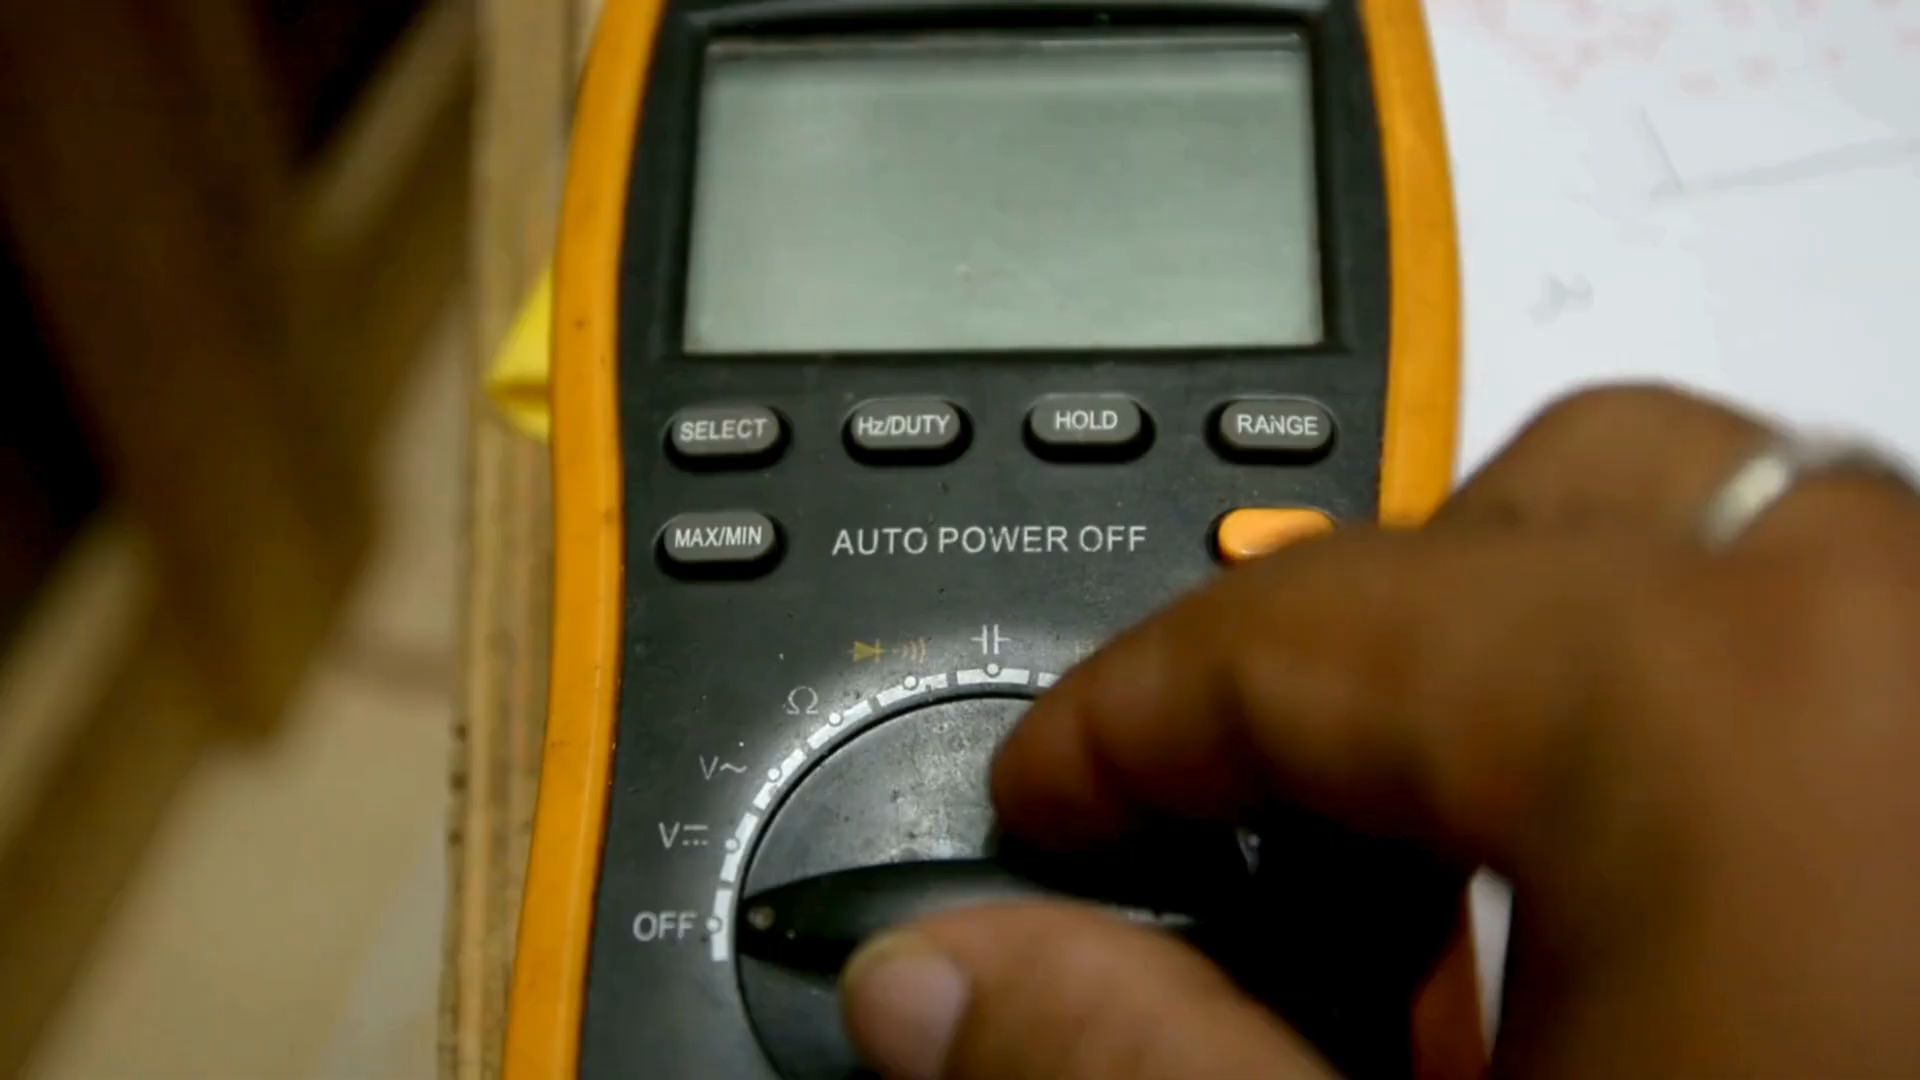 SELECT Hz/DUTY HOLD RANGE
MAX/MIN AUTO POWER OFF
Ω
V~
V⎓
OFF